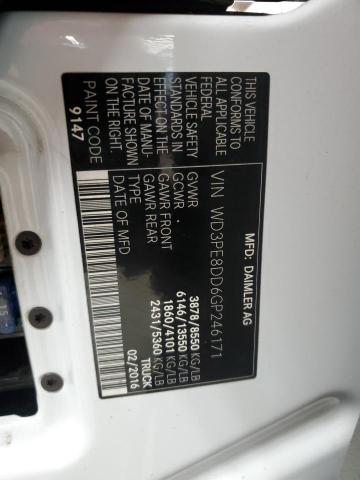 MFD: DAIMLER AG
VIN WD3PE8DD6GP246171
GVWR 3878/8550 KG/LB
GCWR 6146/13550 KG/LB
GAWR FRONT 1860/4101 KG/LB
GAWR REAR 2431/5360 KG/LB
TYPE TRUCK
DATE OF MFD 02/2016
THIS VEHICLE
CONFORMS TO
ALL APPLICABLE
FEDERAL
VEHICLE SAFETY
STANDARDS IN
EFFECT ON THE
DATE OF MANU-
FACTURE SHOWN
ON THE RIGHT
PAINT CODE
9147